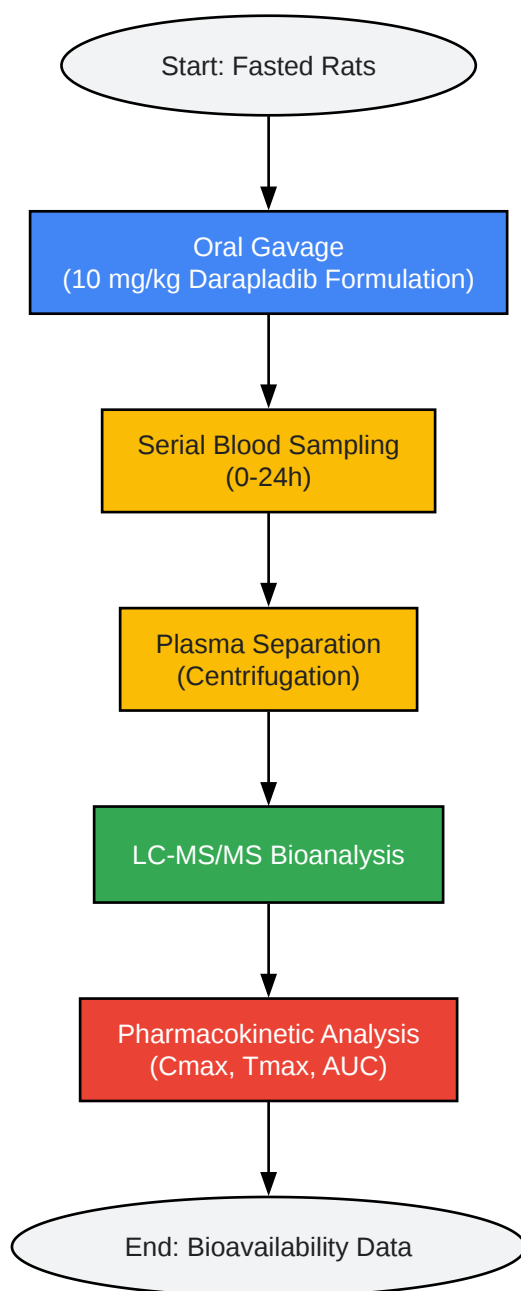 Start: Fasted Rats
Oral Gavage
(10 mg/kg Darapladib Formulation)
Serial Blood Sampling
(0-24h)
Plasma Separation
(Centrifugation)
LC-MS/MS Bioanalysis
Pharmacokinetic Analysis
(Cmax, Tmax, AUC)
End: Bioavailability Data